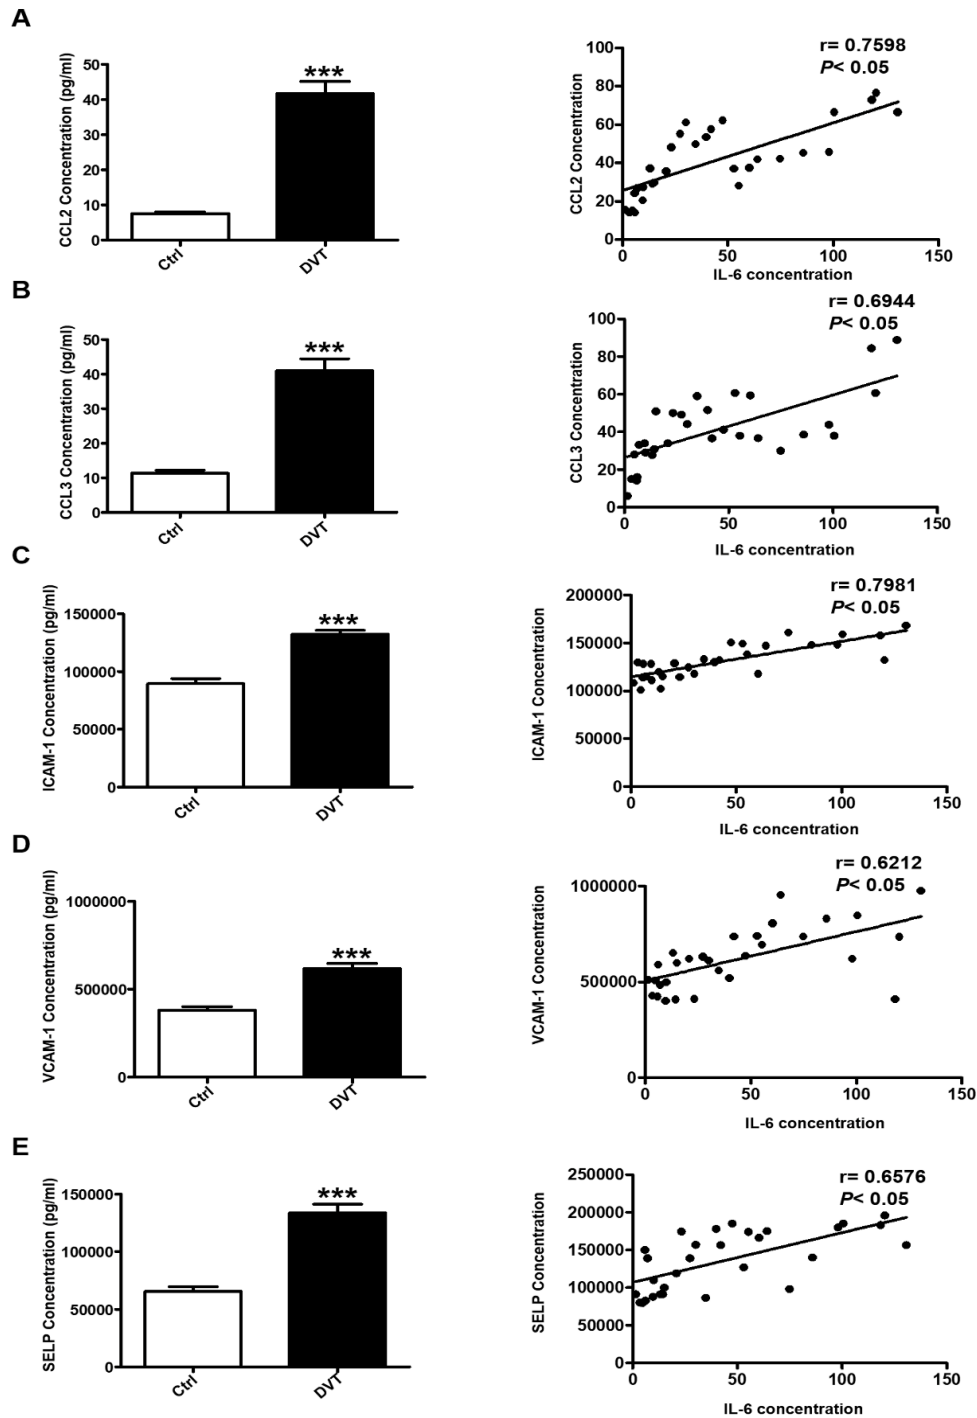 A
CCL2 Concentration (pg/ml)
50
40
30
20
10
0
***
Ctrl
DVT
CCL2 Concentration
100
80
60
40
20
0
r= 0.7598
P< 0.05
0
50
100
150
IL-6 concentration
B
CCL3 Concentration (pg/ml)
50
40
30
20
10
0
***
Ctrl
DVT
CCL3 Concentration
100
80
60
40
20
0
r= 0.6944
P< 0.05
0
50
100
150
IL-6 concentration
C
ICAM-1 Concentration (pg/ml)
150000
100000
50000
0
***
Ctrl
DVT
ICAM-1 Concentration
200000
150000
100000
50000
0
r= 0.7981
P< 0.05
0
50
100
150
IL-6 concentration
D
VCAM-1 Concentration (pg/ml)
1000000
500000
0
***
Ctrl
DVT
VCAM-1 Concentration
1000000
500000
0
r= 0.6212
P< 0.05
0
50
100
150
IL-6 concentration
E
SELP Concentration (pg/ml)
150000
100000
50000
0
***
Ctrl
DVT
SELP Concentration
250000
200000
150000
100000
50000
0
r= 0.6576
P< 0.05
0
50
100
150
IL-6 concentration